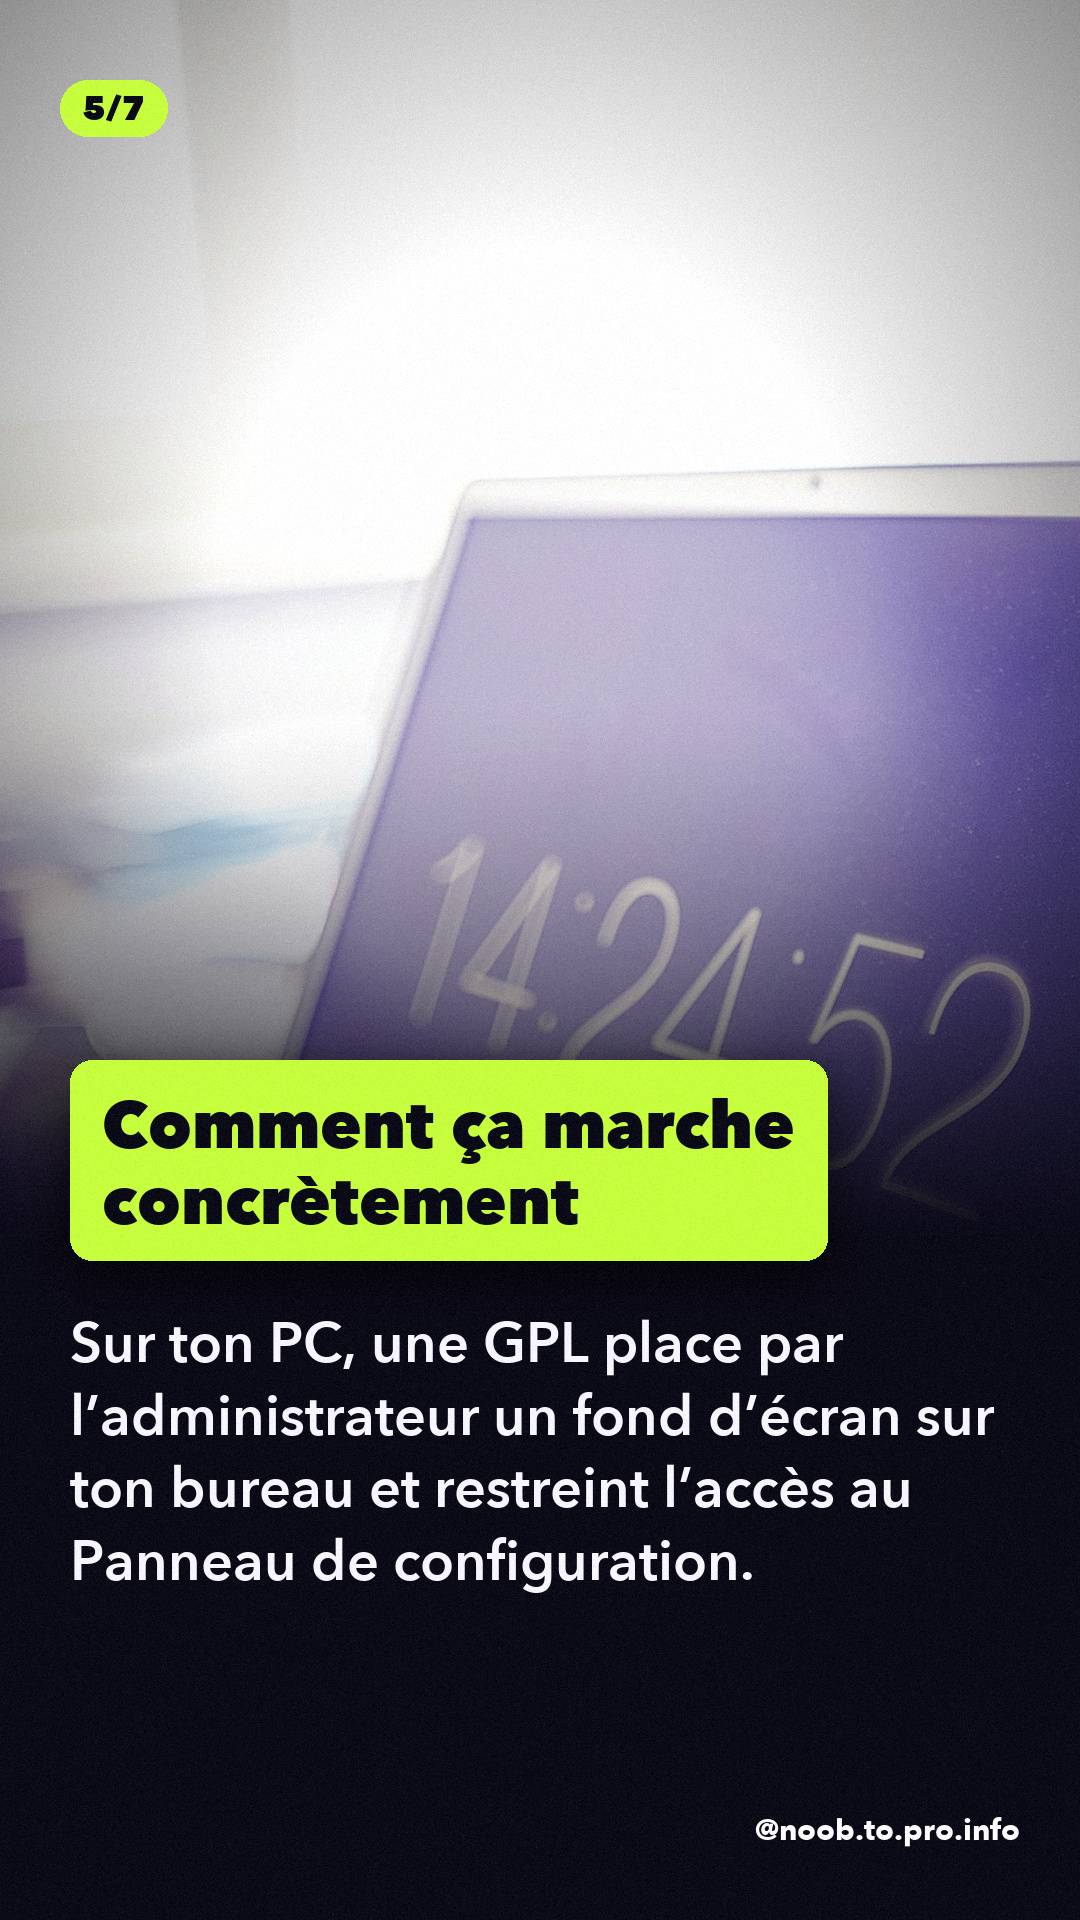 5/7
14:24:52
Comment ça marche
concrètement
Sur ton PC, une GPL place par
l’administrateur un fond d’écran sur
ton bureau et restreint l’accès au
Panneau de configuration.
@noob.to.pro.info